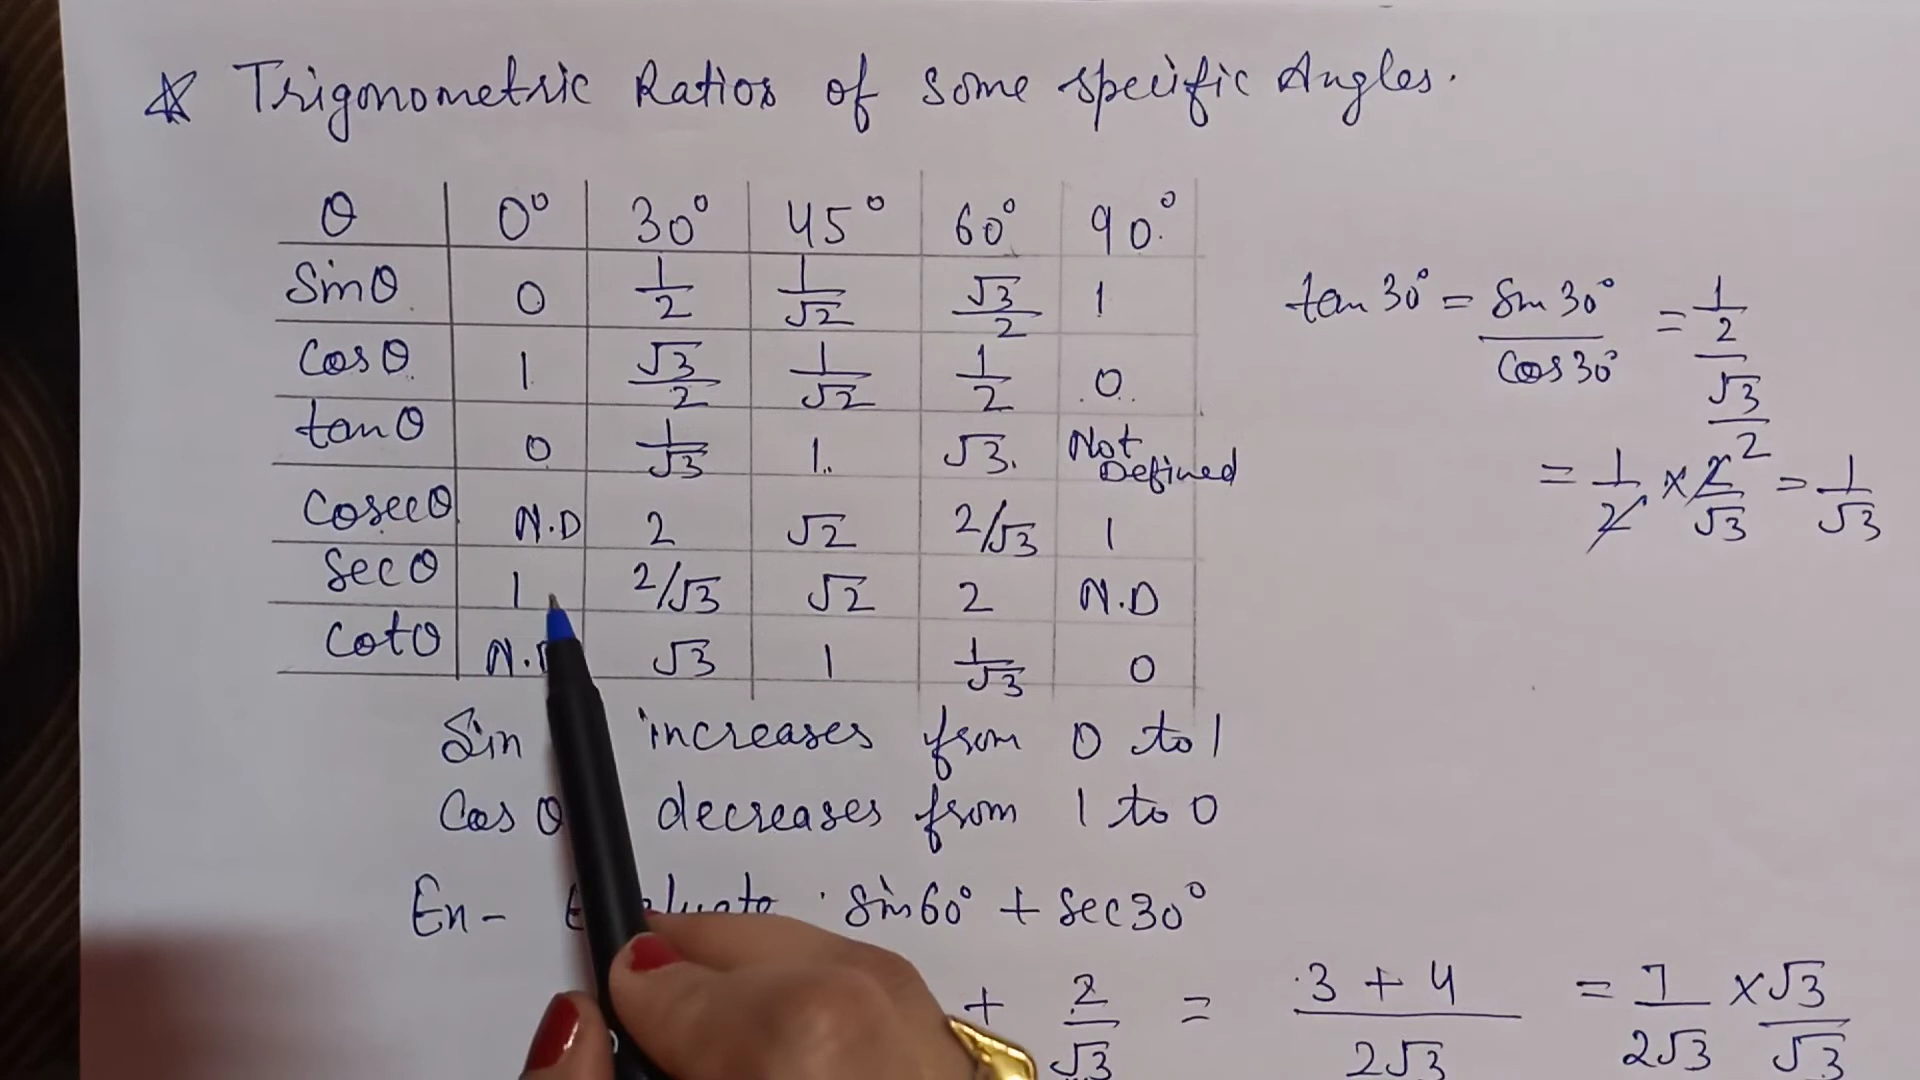 ☆ Trigonometric Ratios of some specific Angles.
θ 0° 30° 45° 60° 90°
Sinθ 0 1/2 1/√2 √3/2 1
Cosθ 1 √3/2 1/√2 1/2 0
tanθ 0 1/√3 1 √3 Not Defined
Cosecθ N.D 2 √2 2/√3 1
Secθ 1 2/√3 √2 2 N.D
Cotθ √3 1 1/√3 0
tan 30° = Sin 30° / Cos 30° = 1/2 / √3/2
= 1/2 × 2/√3 = 1/√3
Sin increases from 0 to 1
Cos θ decreases from 1 to 0
En - sin60° + sec30°
+ 2/√3 = 3 + 4 / 2√3 = 7/2√3 × √3/√3